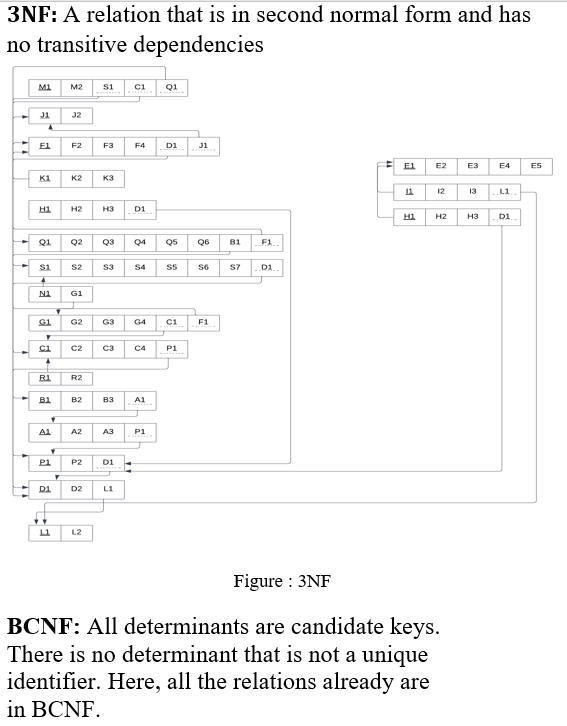 3NF: A relation that is in second normal form and has
no transitive dependencies
M1 M2 S1 C1 Q1
J1 J2
F1 F2 F3 F4 D1 J1
K1 K2 K3
H1 H2 H3 D1
Q1 Q2 Q3 Q4 Q5 Q6 B1 F1
S1 S2 S3 S4 S5 S6 S7 D1
N1 G1
G1 G2 G3 G4 C1 F1
C1 C2 C3 C4 P1
R1 R2
B1 B2 B3 A1
A1 A2 A3 P1
P1 P2 D1
D1 D2 L1
L1 L2
E1 E2 E3 E4 E5
I1 I2 I3 L1
H1 H2 H3 D1
Figure : 3NF
BCNF: All determinants are candidate keys.
There is no determinant that is not a unique
identifier. Here, all the relations already are
in BCNF.